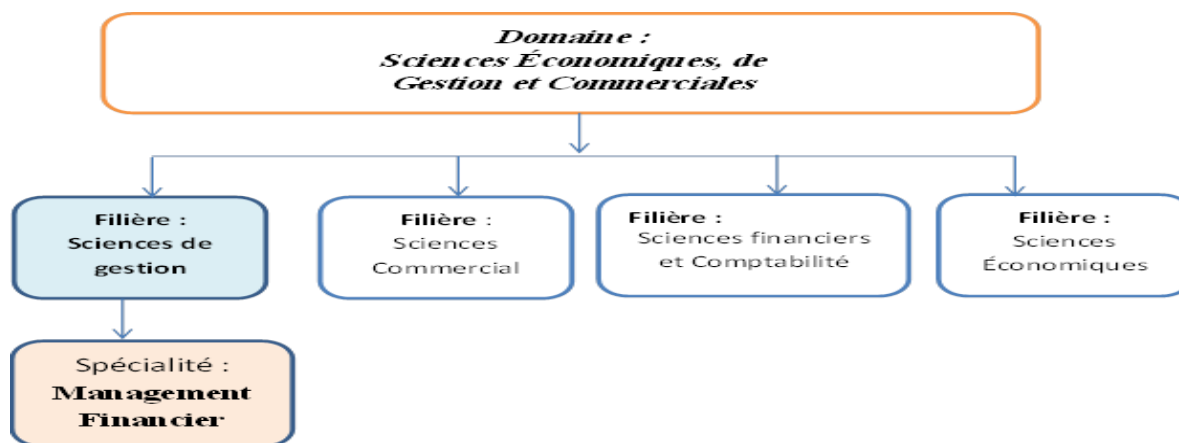 Domaine :
Sciences Économiques, de
Gestion et Commerciales
Filière :
Sciences de
gestion
Filière :
Sciences
Commercial
Filière :
Sciences financiers
et Comptabilité
Filière :
Sciences
Économiques
Spécialité :
Management
Financier